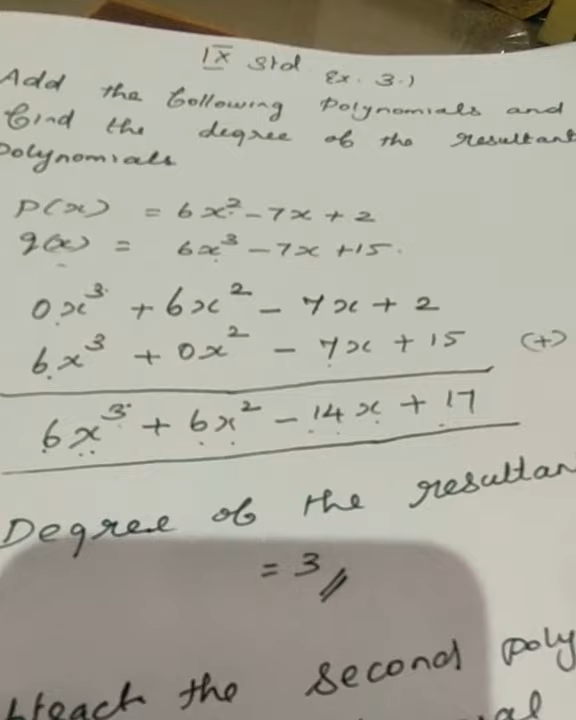 IX Std Ex. 3.1
Add the following Polynomials and
find the degree of the resultant
Polynomials
P(x) = 6x² - 7x + 2
q(x) = 6x³ - 7x + 15.
0x³ + 6x² - 7x + 2
6x³ + 0x² - 7x + 15 (+)
6x³ + 6x² - 14x + 17
Degree of the resultan
= 3 //
btract the second poly
al